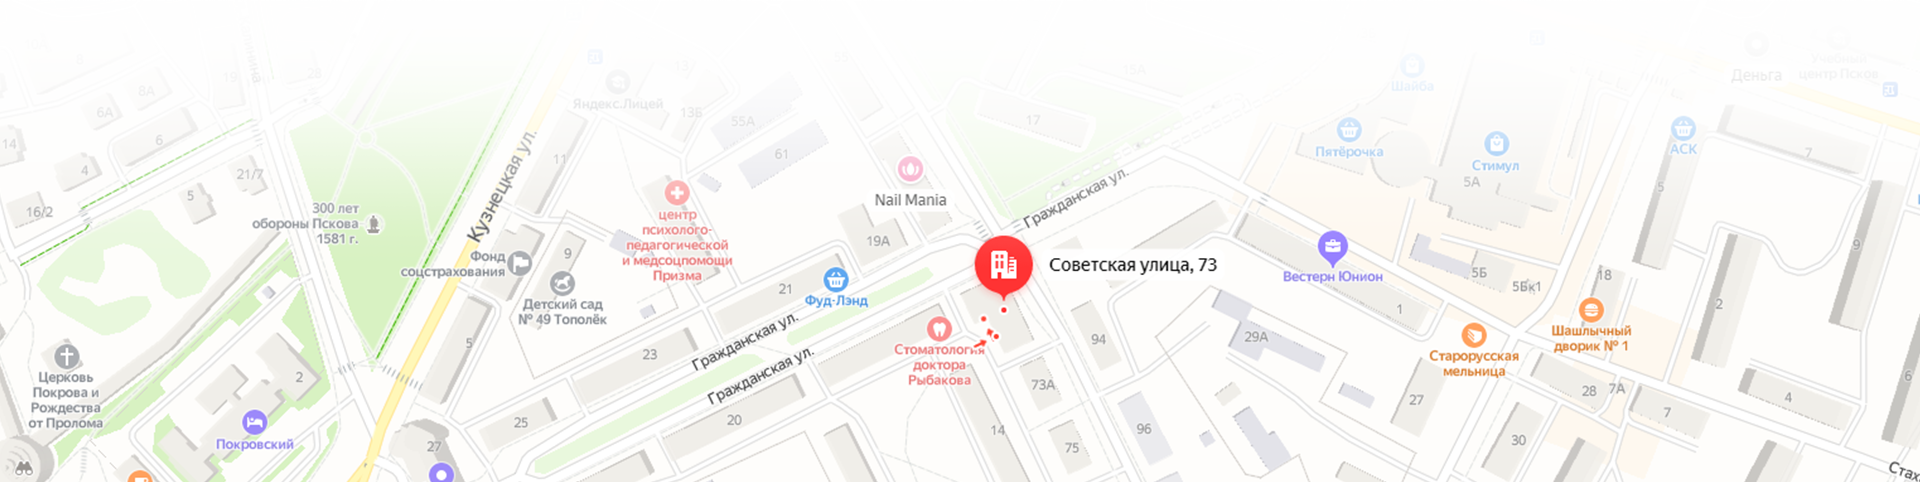 Деньга
Учебный
центр Псков
Шайба
Яндекс.Лицей
19
8А
6А
6
14
4
5
21/7
16/2
11
13Б
55А
61
17
Пятёрочка
Стимул
5А
АСК
7
5
9
300 лет
обороны Пскова
1581 г.
Кузнецкая ул.
Фонд
соцстрахования
9
Детский сад
№ 49 Тополёк
центр
психолого-
педагогической
и медсоцпомощи
Призма
Nail Mania
19А
Гражданская ул.
Советская улица, 73
21
Фуд-Лэнд
Гражданская ул.
Гражданская ул.
23
5
25
20
27
Стоматология
доктора
Рыбакова
14
73А
75
94
96
29А
Вестерн Юнион
1
5Б
5Бк1
18
Шашлычный
дворик № 1
Старорусская
мельница
27
28
7А
7
30
4
2
6
Стах
Церковь
Покрова и
Рождества
от Пролома
2
Покровский